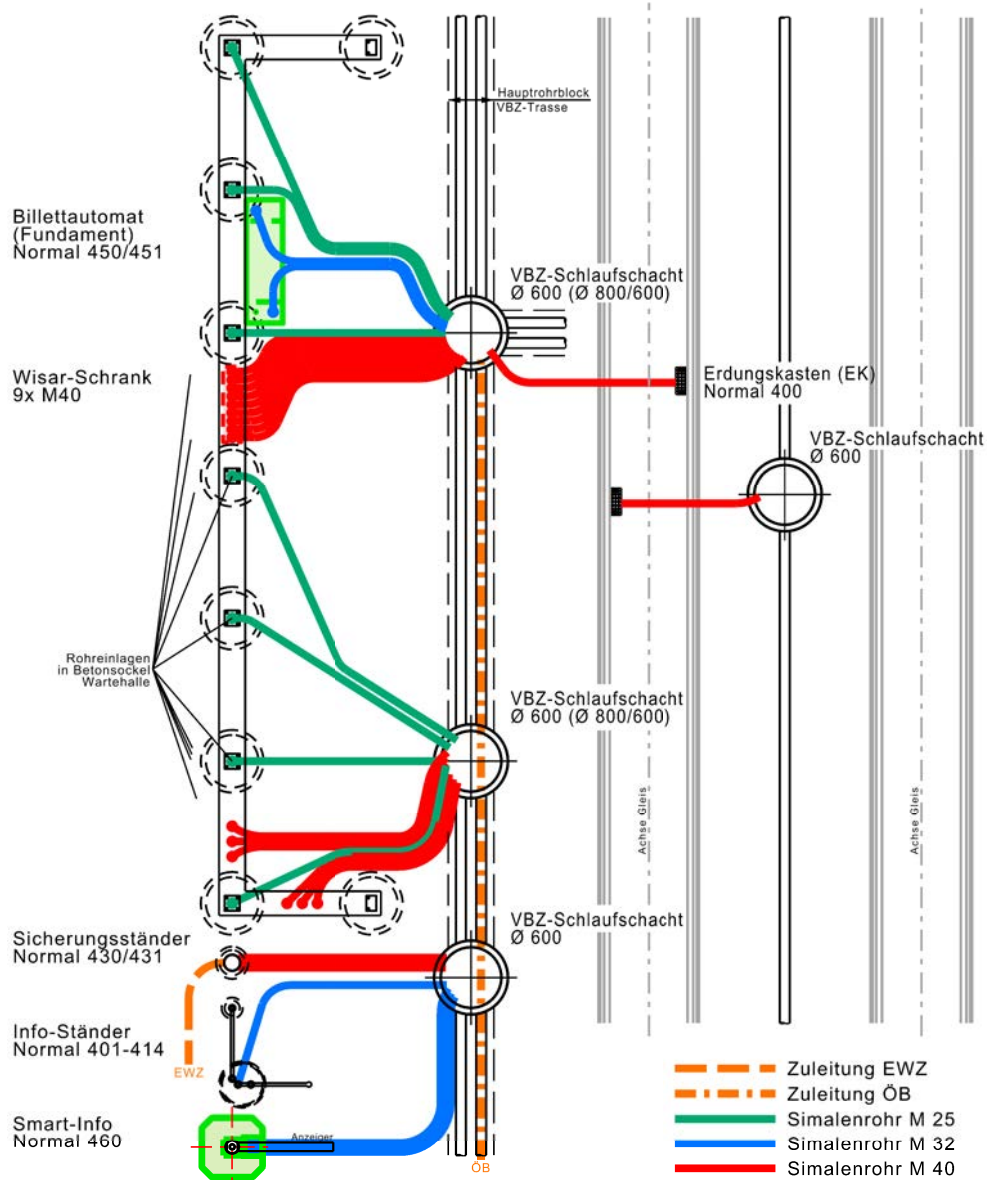 Hauptrohrblock
VBZ-Trasse
Billettautomat
(Fundament)
Normal 450/451
VBZ-Schlaufschacht
Ø 600 (Ø 800/600)
Wisar-Schrank
9x M40
Erdungskasten (EK)
Normal 400
VBZ-Schlaufschacht
Ø 600
Rohreinlagen
in Betonsockel
Wartehalle
VBZ-Schlaufschacht
Ø 600 (Ø 800/600)
Achse Gleis
Achse Gleis
VBZ-Schlaufschacht
Ø 600
Sicherungsständer
Normal 430/431
Info-Ständer
Normal 401-414
EWZ
Smart-Info
Normal 460
Anzeiger
ÖB
Zuleitung EWZ
Zuleitung ÖB
Simalenrohr M 25
Simalenrohr M 32
Simalenrohr M 40